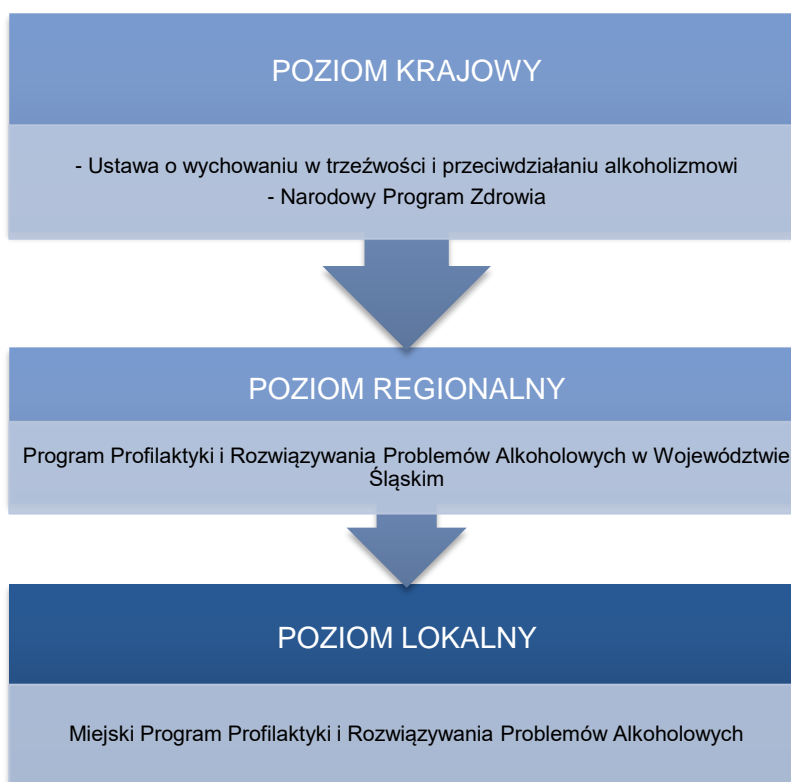 POZIOM KRAJOWY
- Ustawa o wychowaniu w trzeźwości i przeciwdziałaniu alkoholizmowi
- Narodowy Program Zdrowia
POZIOM REGIONALNY
Program Profilaktyki i Rozwiązywania Problemów Alkoholowych w Województwie
Śląskim
POZIOM LOKALNY
Miejski Program Profilaktyki i Rozwiązywania Problemów Alkoholowych